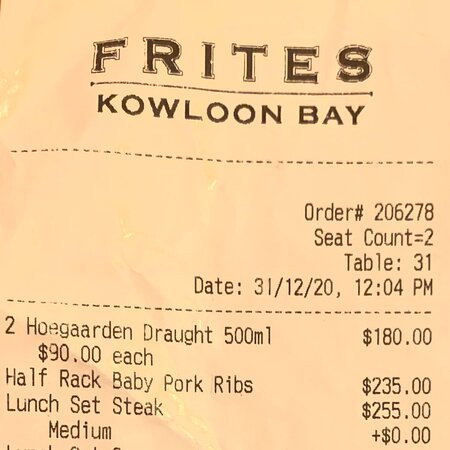 FRITES
KOWLOON BAY
Order# 206278
Seat Count=2
Table: 31
Date: 31/12/20, 12:04 PM
2 Hoegaarden Draught 500ml $180.00
$90.00 each
Half Rack Baby Pork Ribs $235.00
Lunch Set Steak $255.00
Medium +$0.00